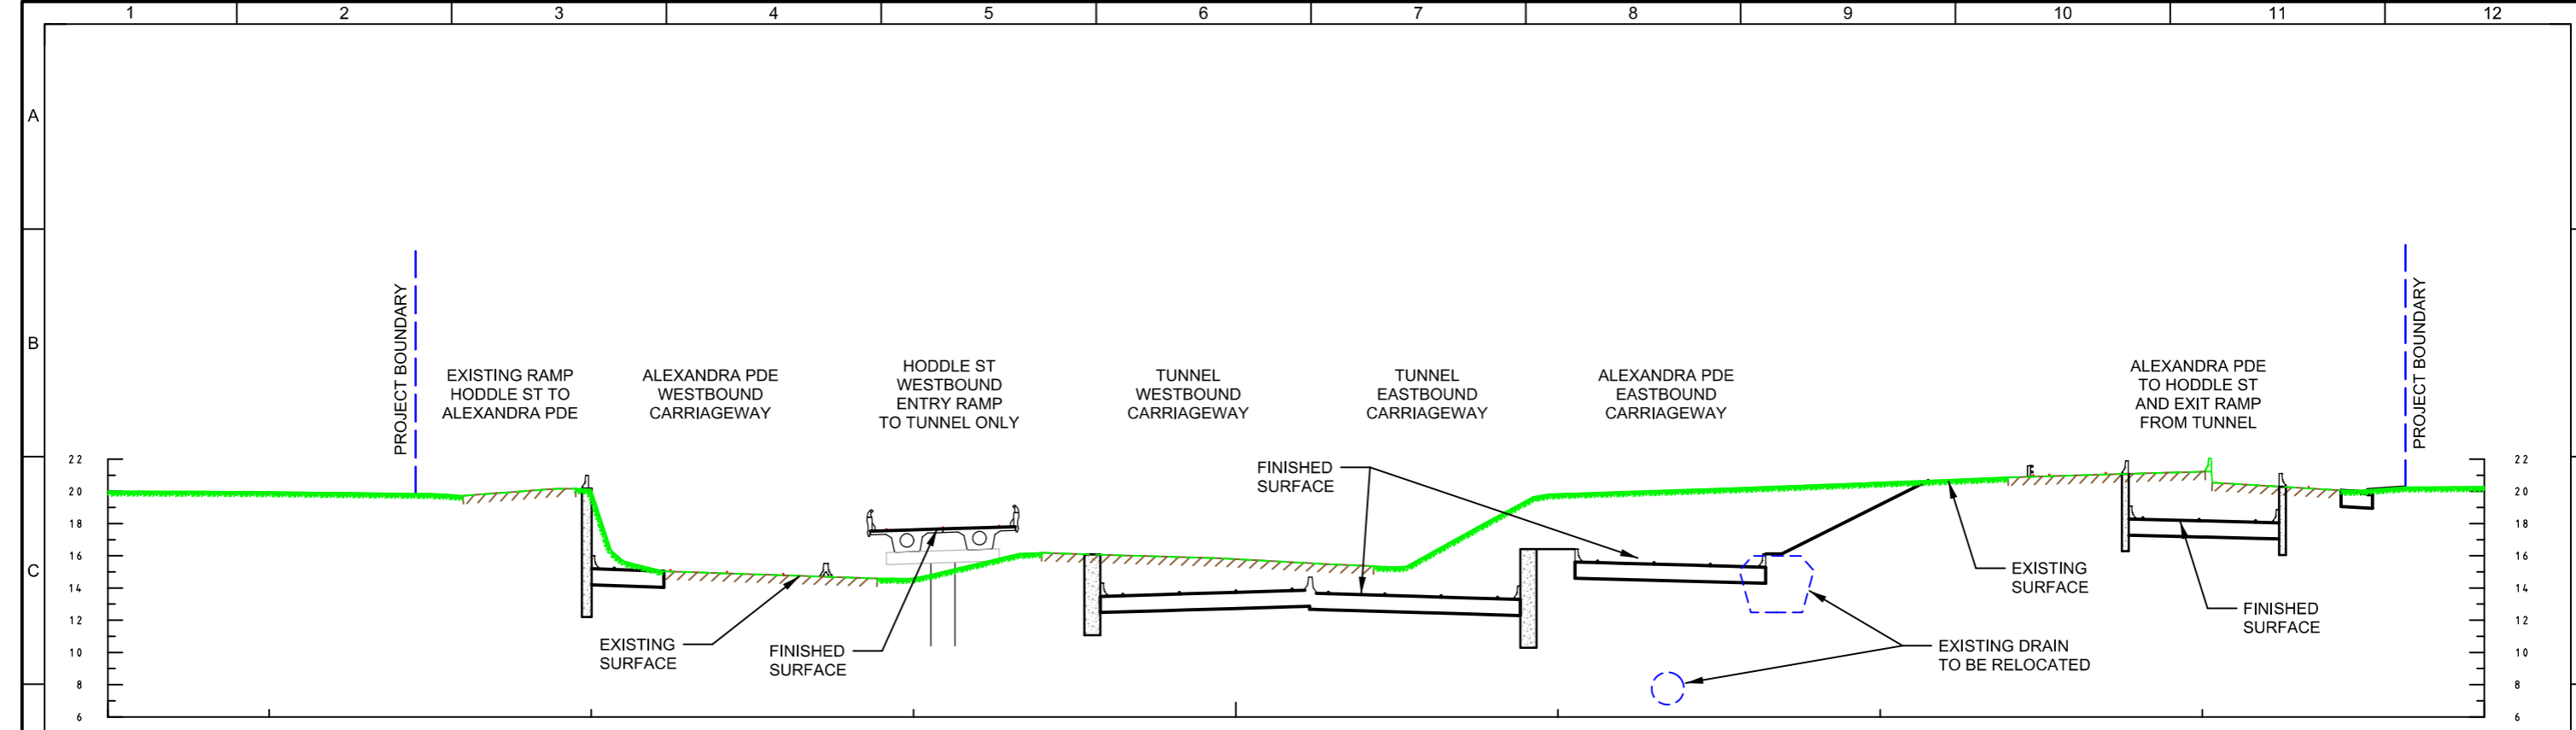 1 2 3 4 5 6 7 8 9 10 11 12
A
B
C
PROJECT BOUNDARY
EXISTING RAMP
HODDLE ST TO
ALEXANDRA PDE
ALEXANDRA PDE
WESTBOUND
CARRIAGEWAY
HODDLE ST
WESTBOUND
ENTRY RAMP
TO TUNNEL ONLY
TUNNEL
WESTBOUND
CARRIAGEWAY
TUNNEL
EASTBOUND
CARRIAGEWAY
ALEXANDRA PDE
EASTBOUND
CARRIAGEWAY
ALEXANDRA PDE
TO HODDLE ST
AND EXIT RAMP
FROM TUNNEL
PROJECT BOUNDARY
22
20
18
16
14
12
10
8
6
FINISHED
SURFACE
EXISTING
SURFACE
FINISHED
SURFACE
EXISTING
SURFACE
FINISHED
SURFACE
EXISTING DRAIN
TO BE RELOCATED
22
20
18
16
14
12
10
8
6